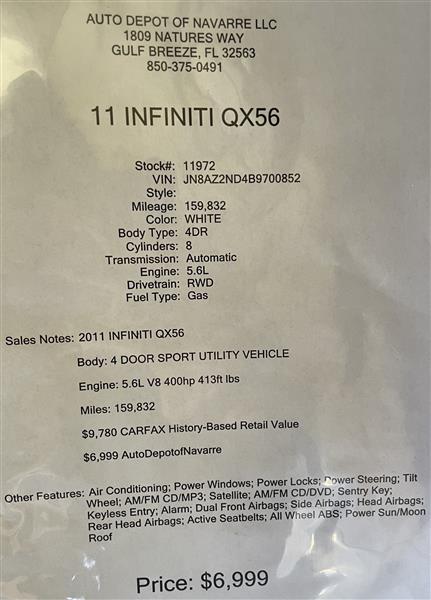 AUTO DEPOT OF NAVARRE LLC
1809 NATURES WAY
GULF BREEZE, FL 32563
850-375-0491
11 INFINITI QX56
Stock#: 11972
VIN: JN8AZ2ND4B9700852
Style:
Mileage: 159,832
Color: WHITE
Body Type: 4DR
Cylinders: 8
Transmission: Automatic
Engine: 5.6L
Drivetrain: RWD
Fuel Type: Gas
Sales Notes: 2011 INFINITI QX56
Body: 4 DOOR SPORT UTILITY VEHICLE
Engine: 5.6L V8 400hp 413ft lbs
Miles: 159,832
$9,780 CARFAX History-Based Retail Value
$6,999 AutoDepotofNavarre
Other Features: Air Conditioning; Power Windows; Power Locks; Power Steering; Tilt
Wheel; AM/FM CD/MP3; Satellite; AM/FM CD/DVD; Sentry Key;
Keyless Entry; Alarm; Dual Front Airbags; Side Airbags; Head Airbags;
Rear Head Airbags; Active Seatbelts; All Wheel ABS; Power Sun/Moon
Roof
Price: $6,999